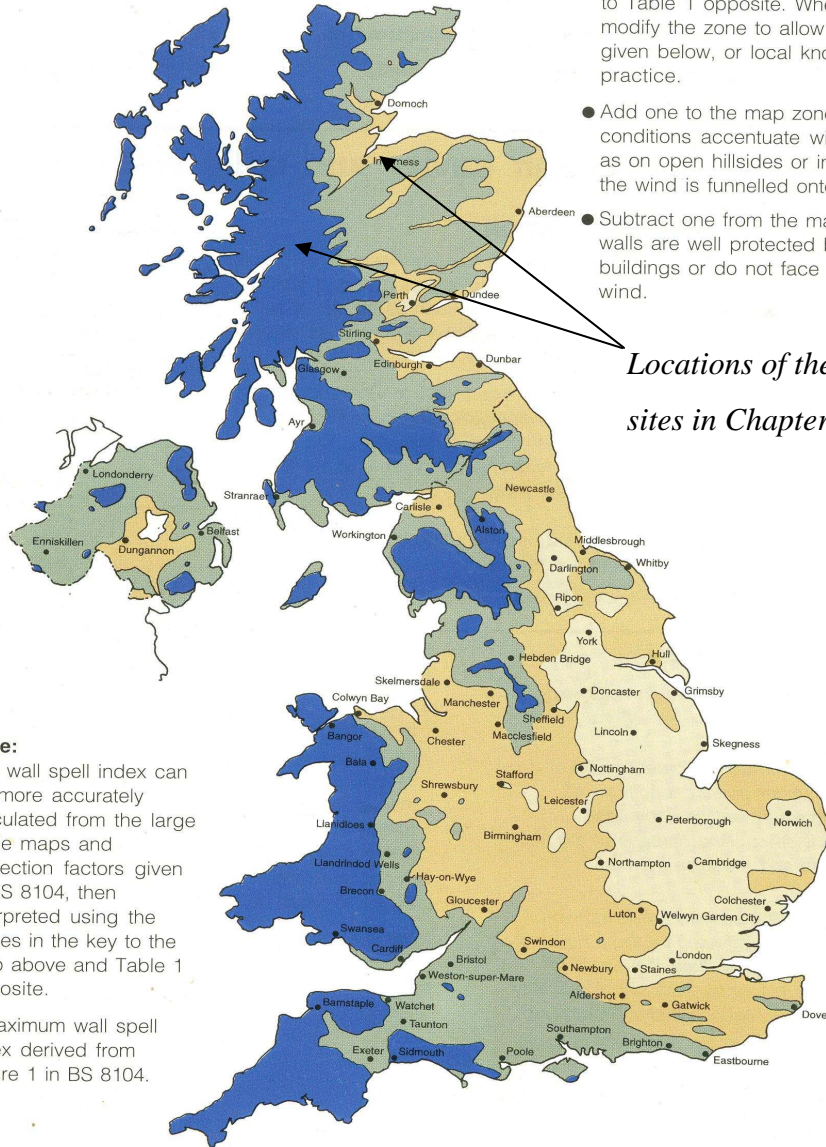 to Table 1 opposite. Whe
modify the zone to allow
given below, or local kno
practice.
● Add one to the map zone
conditions accentuate wi
as on open hillsides or in
the wind is funnelled onto
● Subtract one from the ma
walls are well protected b
buildings or do not face
wind.
Locations of the
sites in Chapter
Dornoch
Inverness
Aberdeen
Perth
Dundee
Stirling
Glasgow
Edinburgh
Dunbar
Ayr
Londonderry
Stranraer
Newcastle
Carlisle
Belfast
Enniskillen
Dungannon
Workington
Alston
Middlesbrough
Whitby
Darlington
Ripon
York
Hull
Hebden Bridge
Skelmersdale
Manchester
Doncaster
Grimsby
Colwyn Bay
Sheffield
Bangor
Chester
Macclesfield
Lincoln
Skegness
Bala
Nottingham
Stafford
Shrewsbury
Leicester
Llanidloes
Birmingham
Peterborough
Norwich
Llandrindod Wells
Northampton
Cambridge
Hay-on-Wye
Brecon
Gloucester
Colchester
Luton
Welwyn Garden City
Swansea
Cardiff
Swindon
London
Bristol
Newbury
Staines
Weston-super-Mare
Aldershot
Gatwick
Barnstaple
Watchet
Dove
Taunton
Southampton
Brighton
Exeter
Sidmouth
Poole
Eastbourne
e:
wall spell index can
more accurately
culated from the large
e maps and
ection factors given
S 8104, then
rpreted using the
es in the key to the
p above and Table 1
osite.
aximum wall spell
ex derived from
re 1 in BS 8104.